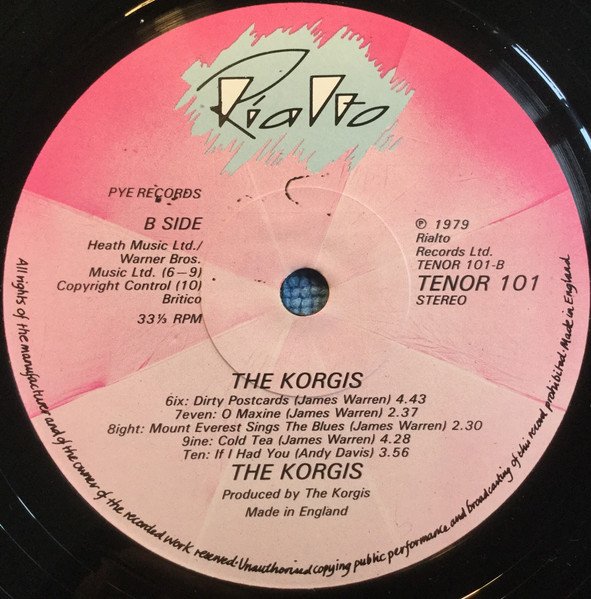 Rialto
PYE RECORDS
B SIDE
Heath Music Ltd./
Warner Bros.
Music Ltd. (6–9)
Copyright Control (10)
Britico
33⅓ RPM
℗ 1979
Rialto
Records Ltd.
TENOR 101-B
TENOR 101
STEREO
THE KORGIS
6ix: Dirty Postcards (James Warren) 4.43
7even: O Maxine (James Warren) 2.37
8ight: Mount Everest Sings The Blues (James Warren) 2.30
9ine: Cold Tea (James Warren) 4.28
Ten: If I Had You (Andy Davis) 3.56
THE KORGIS
Produced by The Korgis
Made in England
All rights of the manufacturer and of the owner of the recorded work reserved. Unauthorised copying public performance and broadcasting of this record prohibited. Made in England